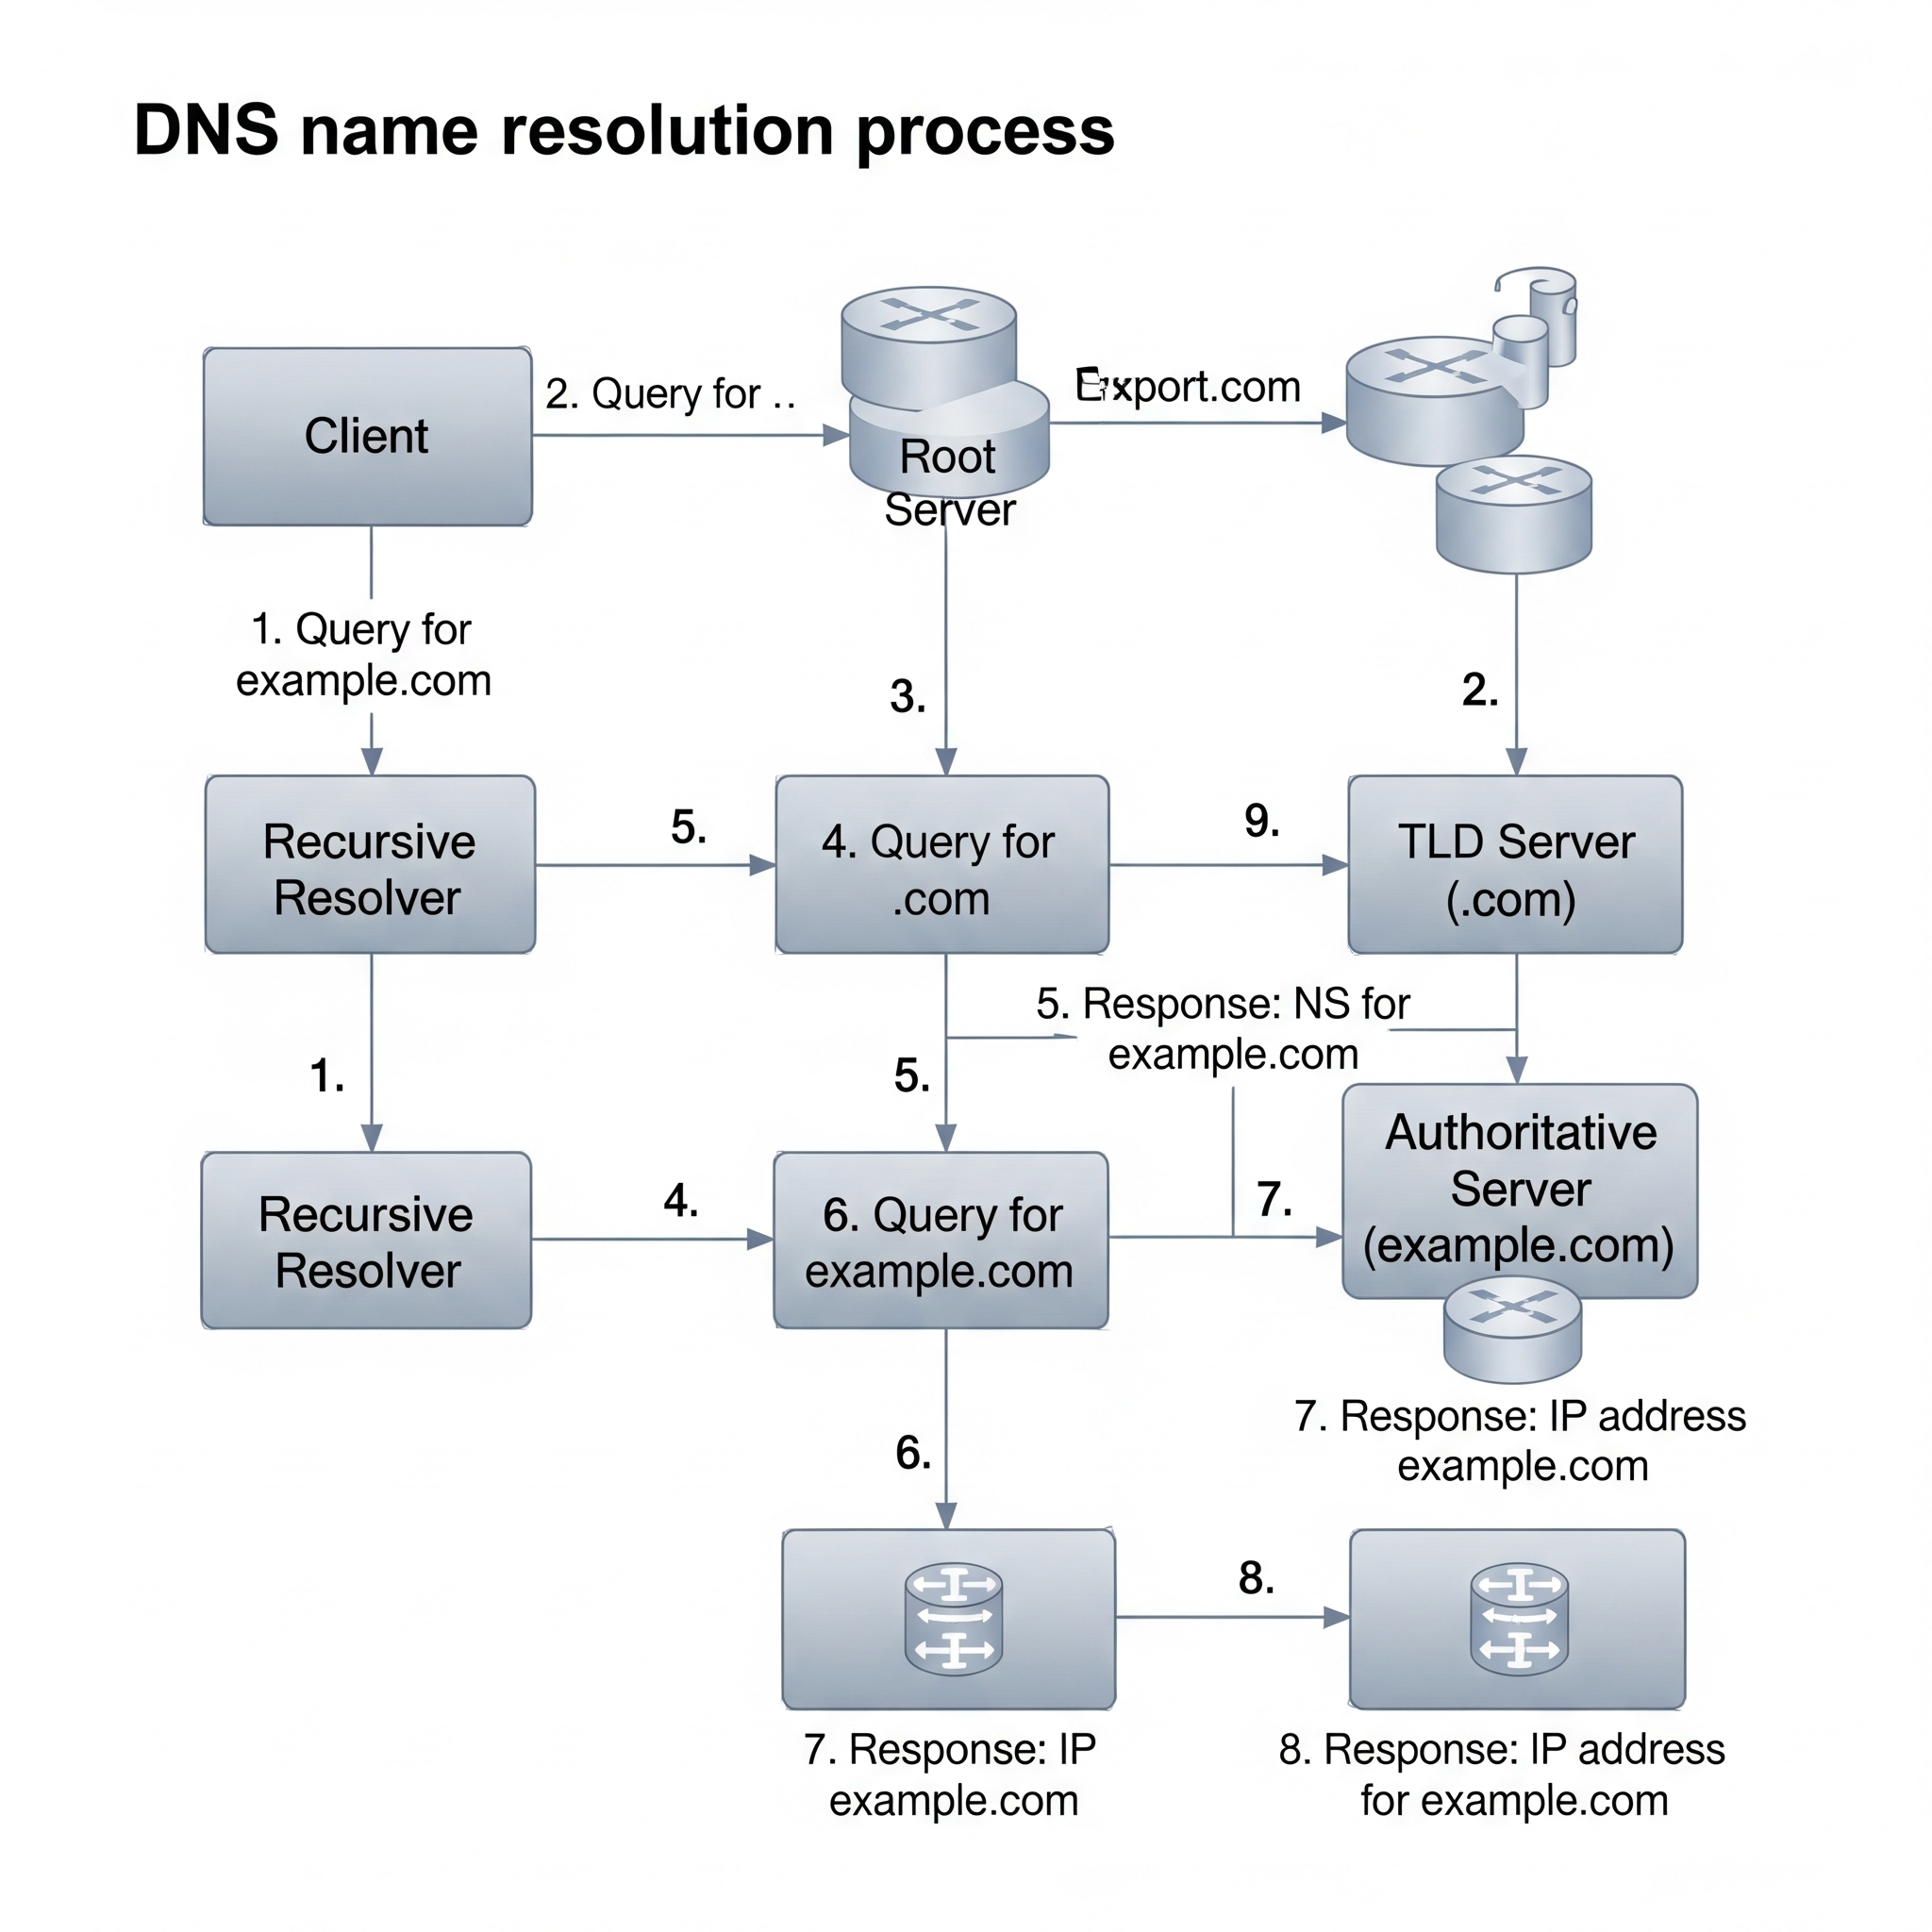 DNS name resolution process
Client
2. Query for ..
Root
Server
port.com
1. Query for
example.com
3.
2.
Recursive
Resolver
5.
4. Query for
.com
9.
TLD Server
(.com)
5. Response: NS for
example.com
1.
5.
Recursive
Resolver
4.
6. Query for
example.com
7.
Authoritative
Server
(example.com)
7. Response: IP address
example.com
6.
8.
7. Response: IP
example.com
8. Response: IP address
for example.com